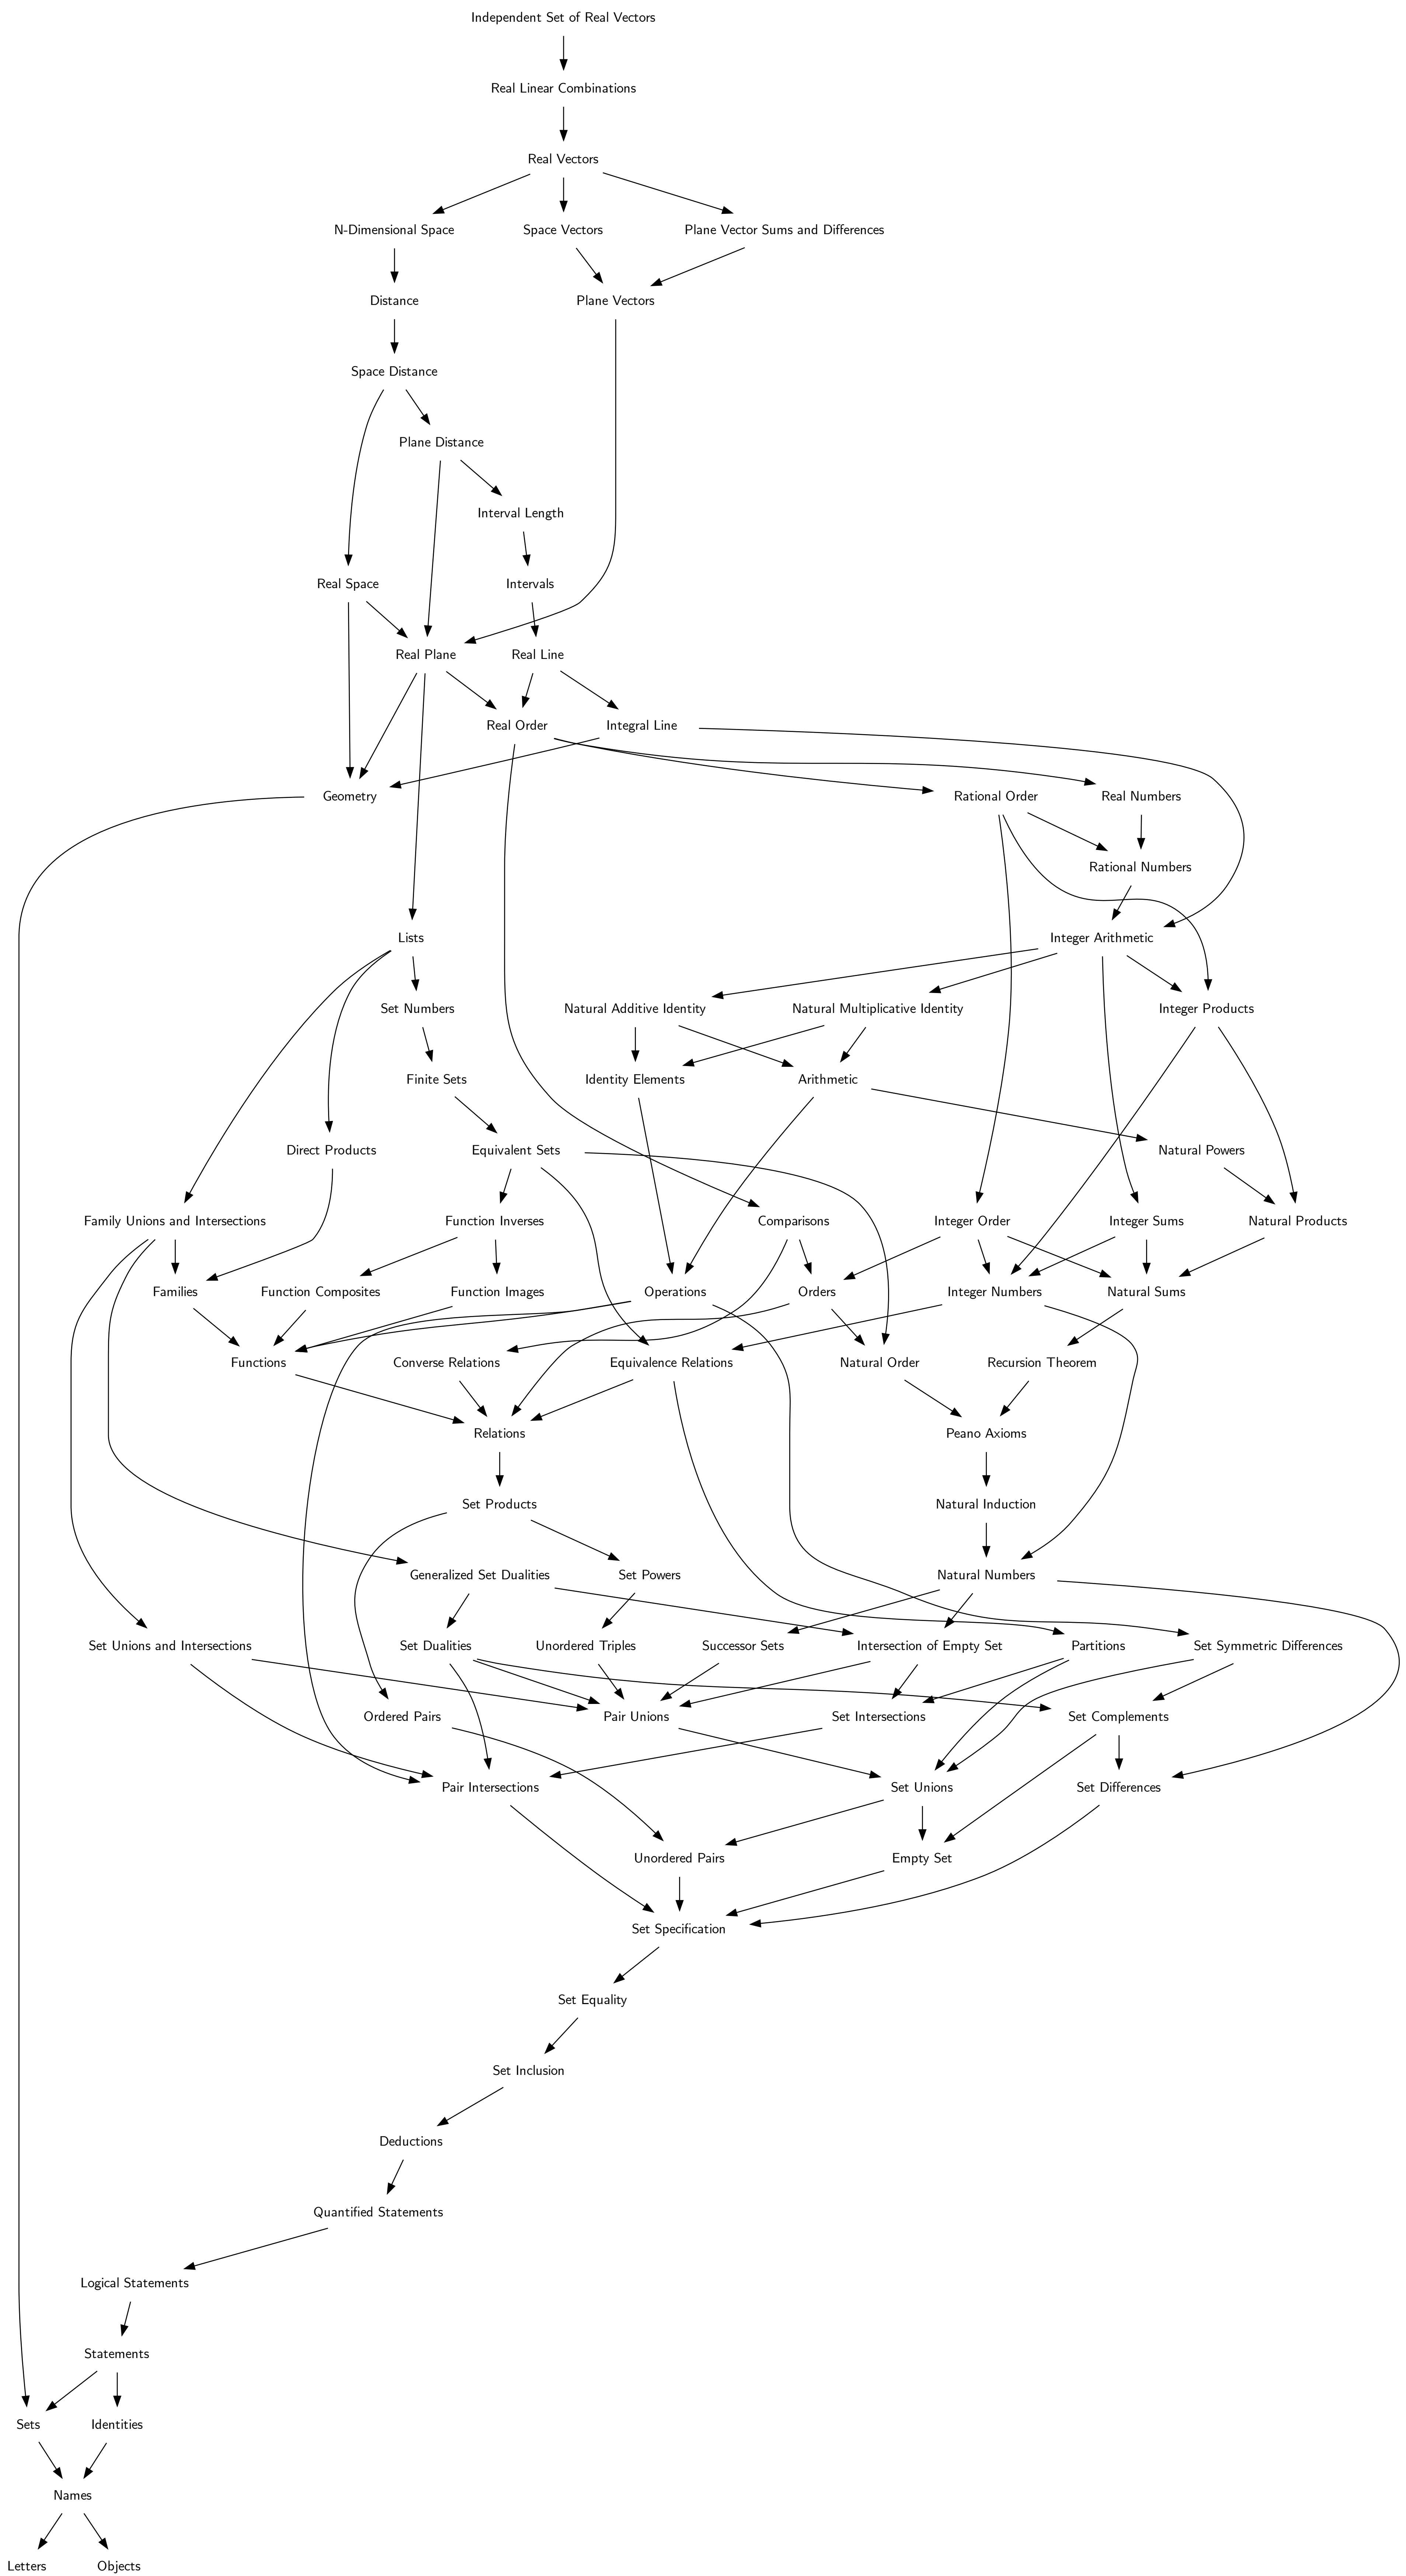 Independent Set of Real Vectors
Real Linear Combinations
Real Vectors
N-Dimensional Space
Space Vectors
Plane Vector Sums and Differences
Distance
Plane Vectors
Space Distance
Plane Distance
Interval Length
Real Space
Intervals
Real Plane
Real Line
Real Order
Integral Line
Geometry
Rational Order
Real Numbers
Rational Numbers
Lists
Integer Arithmetic
Set Numbers
Natural Additive Identity
Natural Multiplicative Identity
Integer Products
Finite Sets
Identity Elements
Arithmetic
Direct Products
Equivalent Sets
Natural Powers
Family Unions and Intersections
Function Inverses
Comparisons
Integer Order
Integer Sums
Natural Products
Families
Function Composites
Function Images
Operations
Orders
Integer Numbers
Natural Sums
Functions
Converse Relations
Equivalence Relations
Natural Order
Recursion Theorem
Relations
Peano Axioms
Set Products
Natural Induction
Generalized Set Dualities
Set Powers
Natural Numbers
Set Unions and Intersections
Set Dualities
Unordered Triples
Successor Sets
Intersection of Empty Set
Partitions
Set Symmetric Differences
Ordered Pairs
Pair Unions
Set Intersections
Set Complements
Pair Intersections
Set Unions
Set Differences
Unordered Pairs
Empty Set
Set Specification
Set Equality
Set Inclusion
Deductions
Quantified Statements
Logical Statements
Statements
Sets
Identities
Names
Letters
Objects